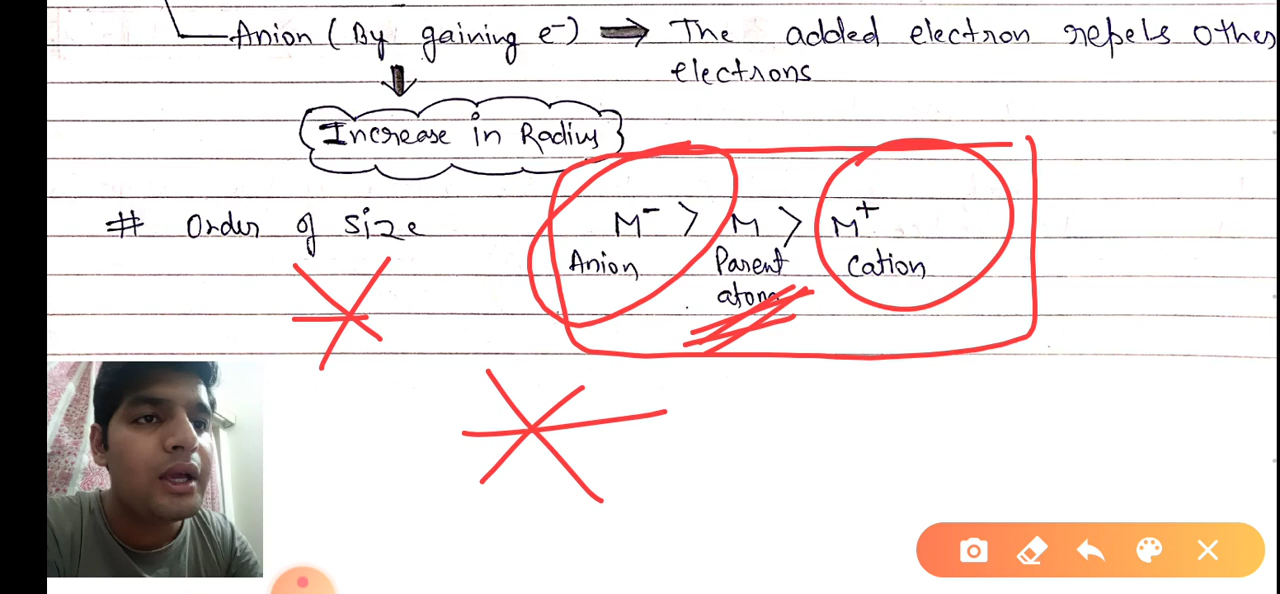 Anion (By gaining e⁻) ⇒ The added electron repels other
electrons
Increase in Radius
# Order of size M⁻ > M > M⁺
Anion Parent Cation
atom